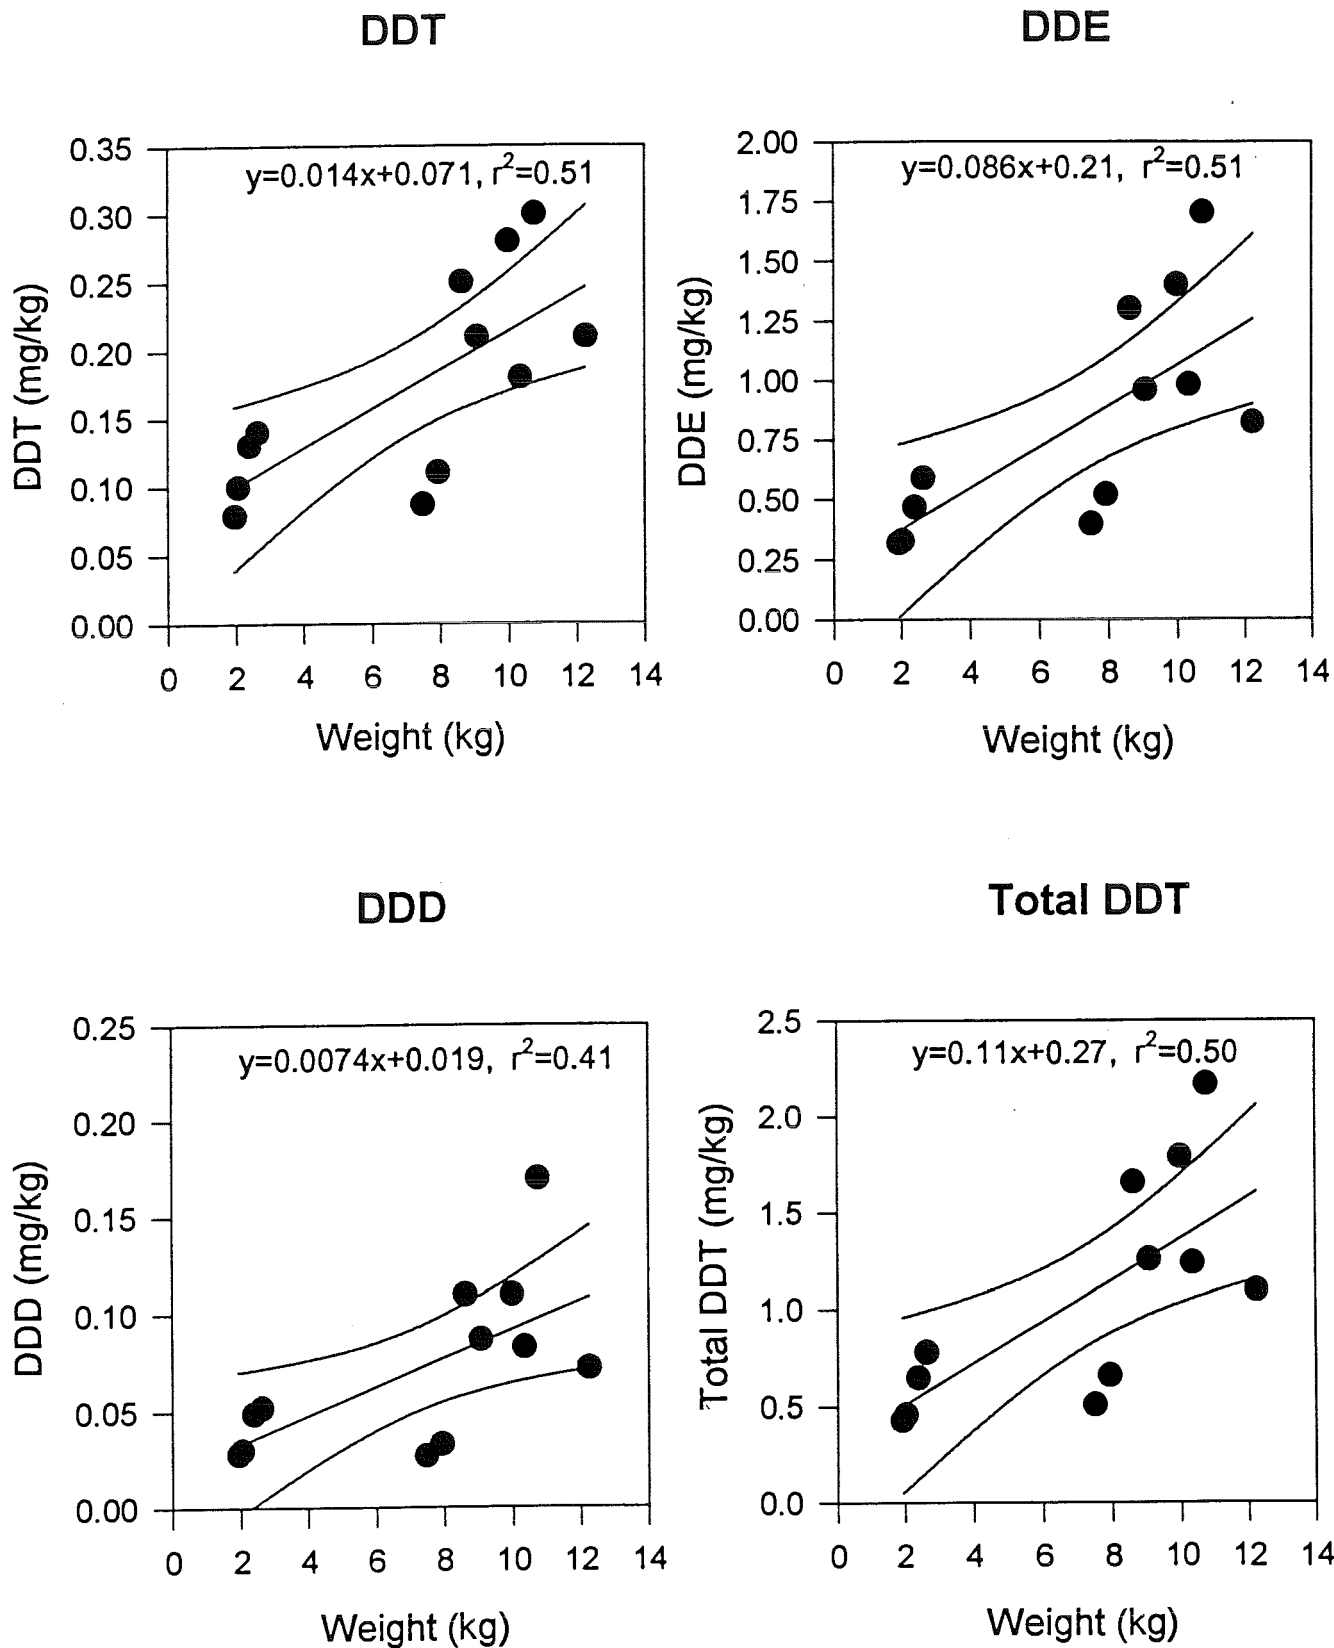 DDT
y=0.014x+0.071, r²=0.51
DDT (mg/kg)
0.35
0.30
0.25
0.20
0.15
0.10
0.05
0.00
0 2 4 6 8 10 12 14
Weight (kg)
DDE
y=0.086x+0.21, r²=0.51
DDE (mg/kg)
2.00
1.75
1.50
1.25
1.00
0.75
0.50
0.25
0.00
0 2 4 6 8 10 12 14
Weight (kg)
DDD
y=0.0074x+0.019, r²=0.41
DDD (mg/kg)
0.25
0.20
0.15
0.10
0.05
0.00
0 2 4 6 8 10 12 14
Weight (kg)
Total DDT
y=0.11x+0.27, r²=0.50
Total DDT (mg/kg)
2.5
2.0
1.5
1.0
0.5
0.0
0 2 4 6 8 10 12 14
Weight (kg)